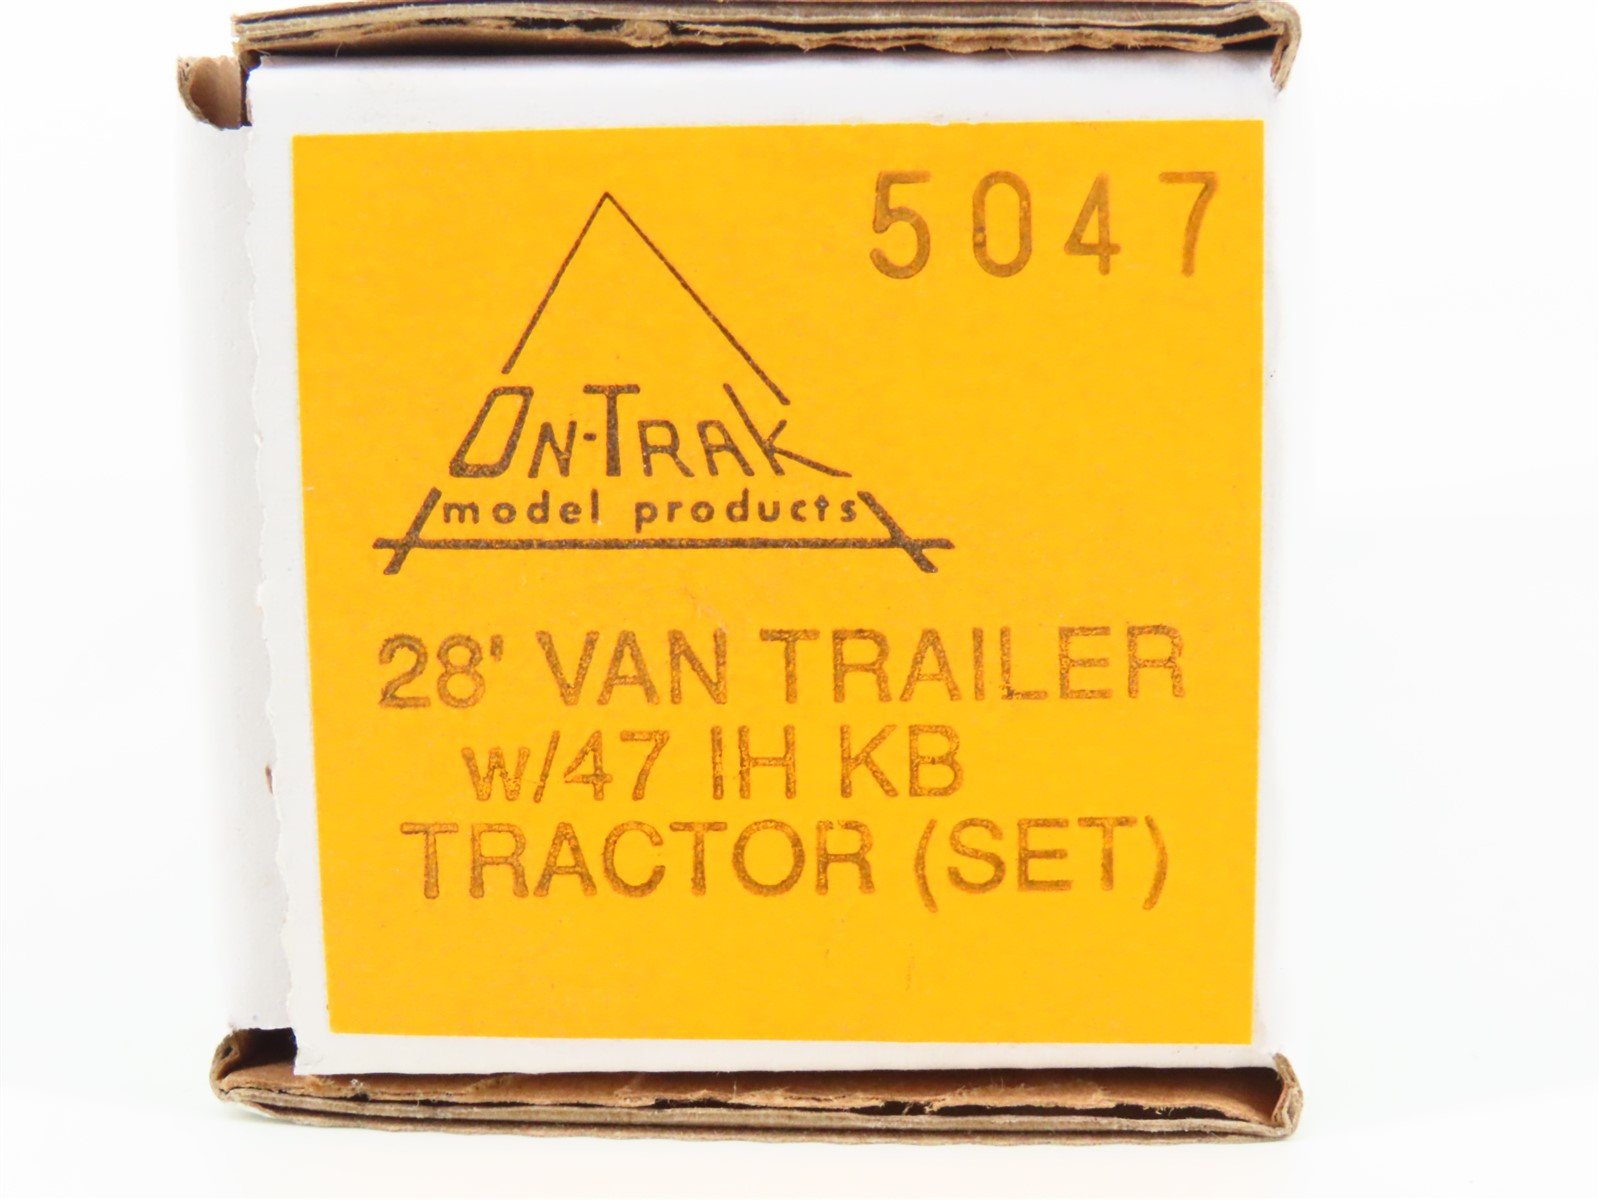 5047
ON-TRAK
model products
28' VAN TRAILER
w/47 IH KB
TRACTOR (SET)